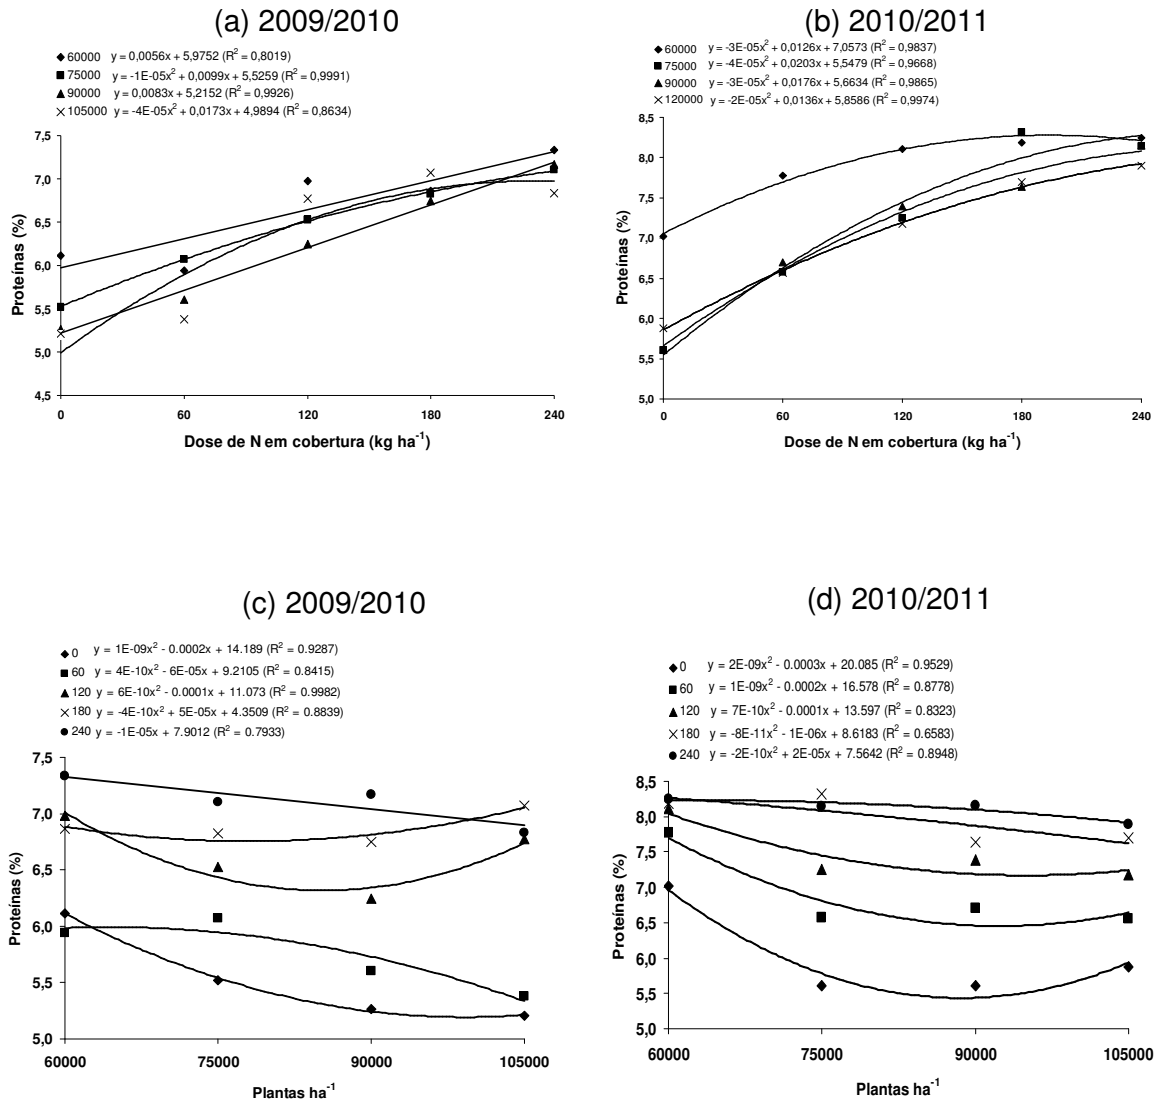 (a) 2009/2010
60000 y = 0,0056x + 5,9752 (R² = 0,8019)
75000 y = -1E-05x² + 0,0099x + 5,5259 (R² = 0,9991)
90000 y = 0,0083x + 5,2152 (R² = 0,9926)
105000 y = -4E-05x² + 0,0173x + 4,9894 (R² = 0,8634)
7,5
7,0
6,5
6,0
5,5
5,0
4,5
Proteínas (%)
0 60 120 180 240
Dose de N em cobertura (kg ha⁻¹)
(b) 2010/2011
60000 y = -3E-05x² + 0,0126x + 7,0573 (R² = 0,9837)
75000 y = -4E-05x² + 0,0203x + 5,5479 (R² = 0,9668)
90000 y = -3E-05x² + 0,0176x + 5,6634 (R² = 0,9865)
120000 y = -2E-05x² + 0,0136x + 5,8586 (R² = 0,9974)
8,5
8,0
7,5
7,0
6,5
6,0
5,5
5,0
Proteínas (%)
0 60 120 180 240
Dose de N em cobertura (kg ha⁻¹)
(c) 2009/2010
0 y = 1E-09x² - 0.0002x + 14.189 (R² = 0.9287)
60 y = 4E-10x² - 6E-05x + 9.2105 (R² = 0.8415)
120 y = 6E-10x² - 0.0001x + 11.073 (R² = 0.9982)
180 y = -4E-10x² + 5E-05x + 4.3509 (R² = 0.8839)
240 y = -1E-05x + 7.9012 (R² = 0.7933)
7,5
7,0
6,5
6,0
5,5
5,0
Proteínas (%)
60000 75000 90000 105000
Plantas ha⁻¹
(d) 2010/2011
0 y = 2E-09x² - 0.0003x + 20.085 (R² = 0.9529)
60 y = 1E-09x² - 0.0002x + 16.578 (R² = 0.8778)
120 y = 7E-10x² - 0.0001x + 13.597 (R² = 0.8323)
180 y = -8E-11x² - 1E-06x + 8.6183 (R² = 0.6583)
240 y = -2E-10x² + 2E-05x + 7.5642 (R² = 0.8948)
8,5
8,0
7,5
7,0
6,5
6,0
5,5
5,0
Proteínas (%)
60000 75000 90000 105000
Plantas ha⁻¹